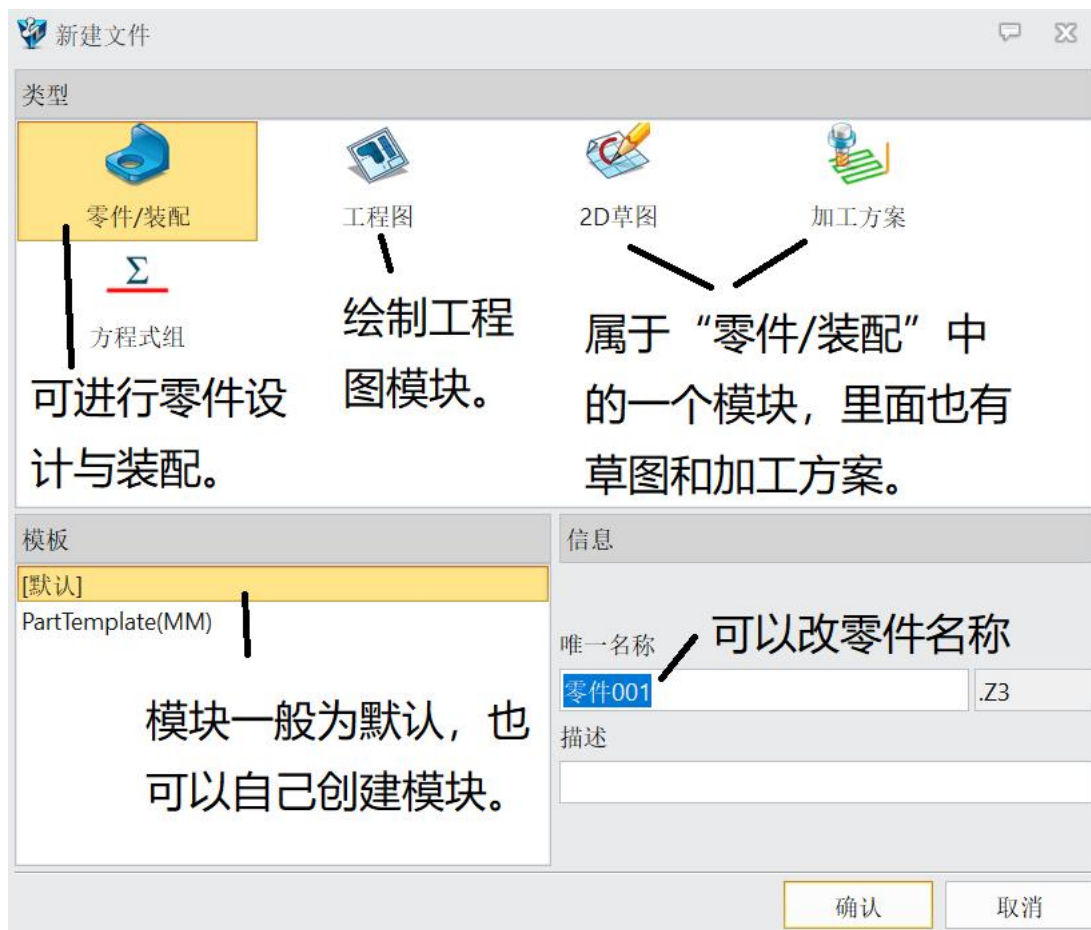 新建文件
类型
零件/装配
工程图
2D草图
加工方案
Σ
方程式组
可进行零件设
计与装配。
绘制工程
图模块。
属于“零件/装配”中
的一个模块，里面也有
草图和加工方案。
模板
[默认]
PartTemplate(MM)
模块一般为默认，也
可以自己创建模块。
信息
唯一名称
可以改零件名称
零件001
.Z3
描述
确认
取消